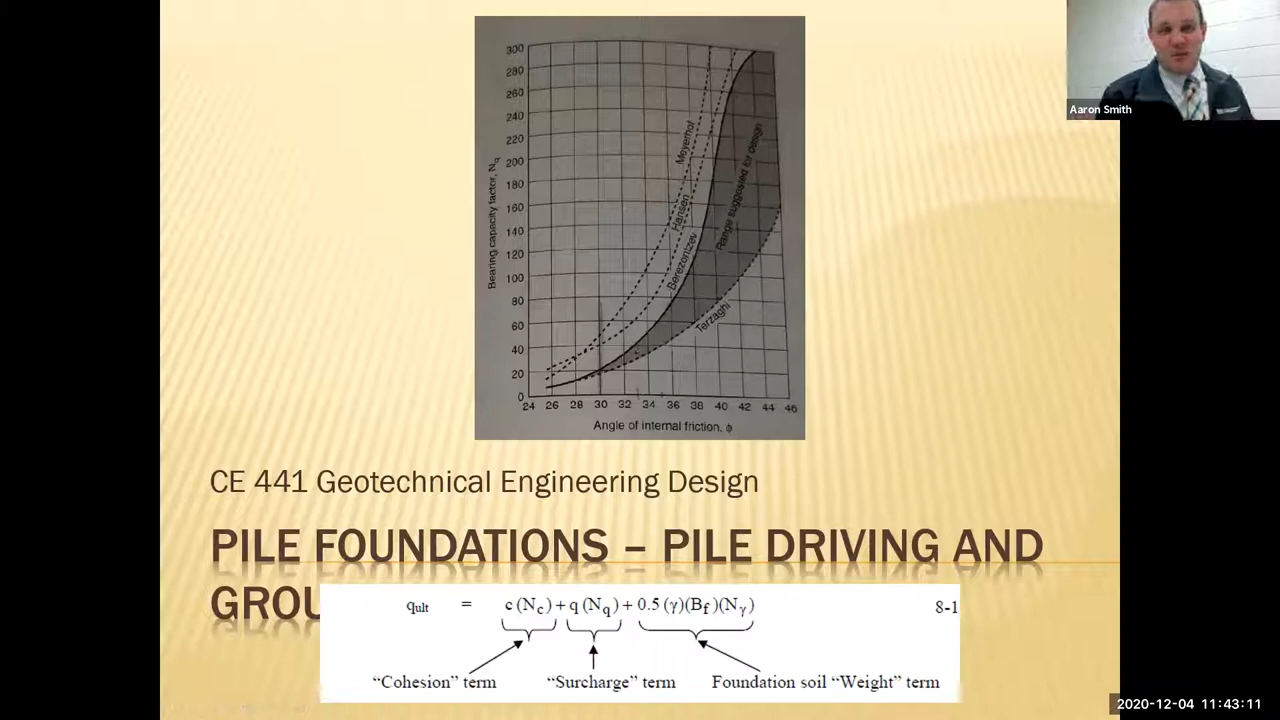 300
280
260
240
220
200
180
160
140
120
100
80
60
40
20
0
Bearing capacity factor, Nq
Meyerhof
Hansen
Berezontzev
Range suggested for design
Terzaghi
24 26 28 30 32 34 36 38 40 42 44 46
Angle of internal friction, ϕ
Aaron Smith
CE 441 Geotechnical Engineering Design
PILE FOUNDATIONS – PILE DRIVING AND
GROU
qult = c (Nc) + q (Nq) + 0.5 (γ)(Bf)(Nγ) 8-1
“Cohesion” term “Surcharge” term Foundation soil “Weight” term
2020-12-04 11:43:11